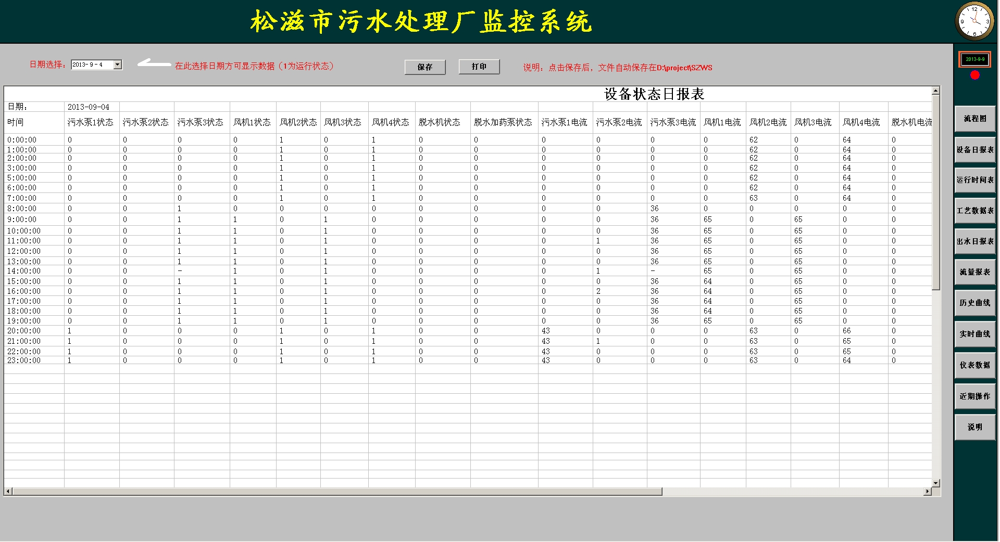 松滋市污水处理厂监控系统
12
9 3
6
日期选择： 2013- 9 - 4 在此选择日期方可显示数据（1为运行状态） 保存 打印 说明：点击保存后，文件自动保存在D:\project\SZWS
2013-9-9
设备状态日报表
日期： 2013-09-04
时间 污水泵1状态 污水泵2状态 污水泵3状态 风机1状态 风机2状态 风机3状态 风机4状态 脱水机状态 脱水加药泵状态 污水泵1电流 污水泵2电流 污水泵3电流 风机1电流 风机2电流 风机3电流 风机4电流 脱水机电流
0:00:00 0 0 0 0 1 0 1 0 0 0 0 0 0 62 0 64 0
1:00:00 0 0 0 0 1 0 1 0 0 0 0 0 0 62 0 64 0
2:00:00 0 0 0 0 1 0 1 0 0 0 0 0 0 62 0 64 0
3:00:00 0 0 0 0 1 0 1 0 0 0 0 0 0 62 0 64 0
5:00:00 0 0 0 0 1 0 1 0 0 0 0 0 0 62 0 64 0
6:00:00 0 0 0 0 1 0 1 0 0 0 0 0 0 62 0 64 0
7:00:00 0 0 0 0 1 0 1 0 0 0 0 0 0 63 0 64 0
8:00:00 0 0 1 0 0 0 0 0 0 0 0 36 0 0 0 0 0
9:00:00 0 0 1 1 0 1 0 0 0 0 0 36 65 0 65 0 0
10:00:00 0 0 1 1 0 1 0 0 0 0 0 36 65 0 65 0 0
11:00:00 0 0 1 1 0 1 0 0 0 0 1 36 65 0 65 0 0
12:00:00 0 0 1 1 0 1 0 0 0 0 0 36 65 0 65 0 0
13:00:00 0 0 1 1 0 1 0 0 0 0 0 36 65 0 65 0 0
14:00:00 0 0 - 1 0 1 0 0 0 0 1 - 65 0 65 0 0
15:00:00 0 0 1 1 0 1 0 0 0 0 0 36 64 0 65 0 0
16:00:00 0 0 1 1 0 1 0 0 0 0 2 36 64 0 65 0 0
17:00:00 0 0 1 1 0 1 0 0 0 0 0 36 64 0 65 0 0
18:00:00 0 0 1 1 0 1 0 0 0 0 0 36 64 0 65 0 0
19:00:00 0 0 1 1 0 1 0 0 0 0 0 36 65 0 65 0 0
20:00:00 1 0 0 0 1 0 1 0 0 43 0 0 0 63 0 66 0
21:00:00 1 0 0 0 1 0 1 0 0 43 1 0 0 63 0 65 0
22:00:00 1 0 0 0 1 0 1 0 0 43 0 0 0 63 0 65 0
23:00:00 1 0 0 0 1 0 1 0 0 43 0 0 0 63 0 64 0
流程图
设备日报表
运行时间表
工艺数据表
出水日报表
流量报表
历史曲线
实时曲线
仪表数据
近期操作
说明